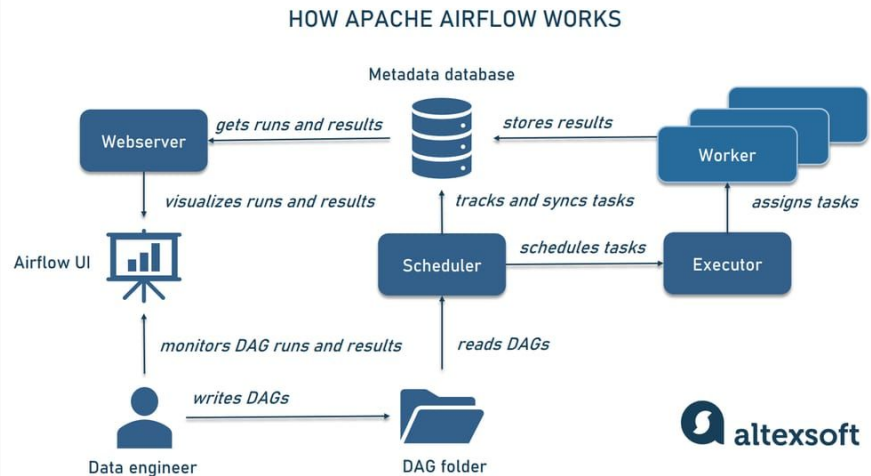 HOW APACHE AIRFLOW WORKS
Metadata database
Webserver
gets runs and results
stores results
Worker
visualizes runs and results
tracks and syncs tasks
assigns tasks
Airflow UI
Scheduler
schedules tasks
Executor
monitors DAG runs and results
reads DAGs
writes DAGs
Data engineer
DAG folder
altexsoft